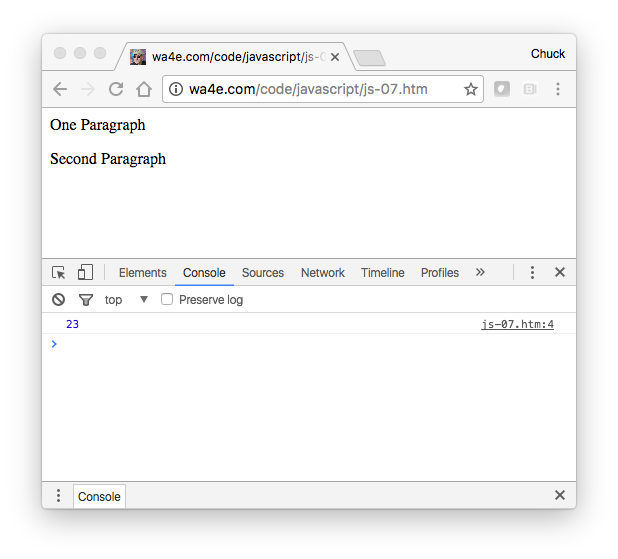 wa4e.com/code/javascript/js-0
Chuck
wa4e.com/code/javascript/js-07.htm
One Paragraph
Second Paragraph
Elements Console Sources Network Timeline Profiles »
top ▼ Preserve log
23 js-07.htm:4
>
Console